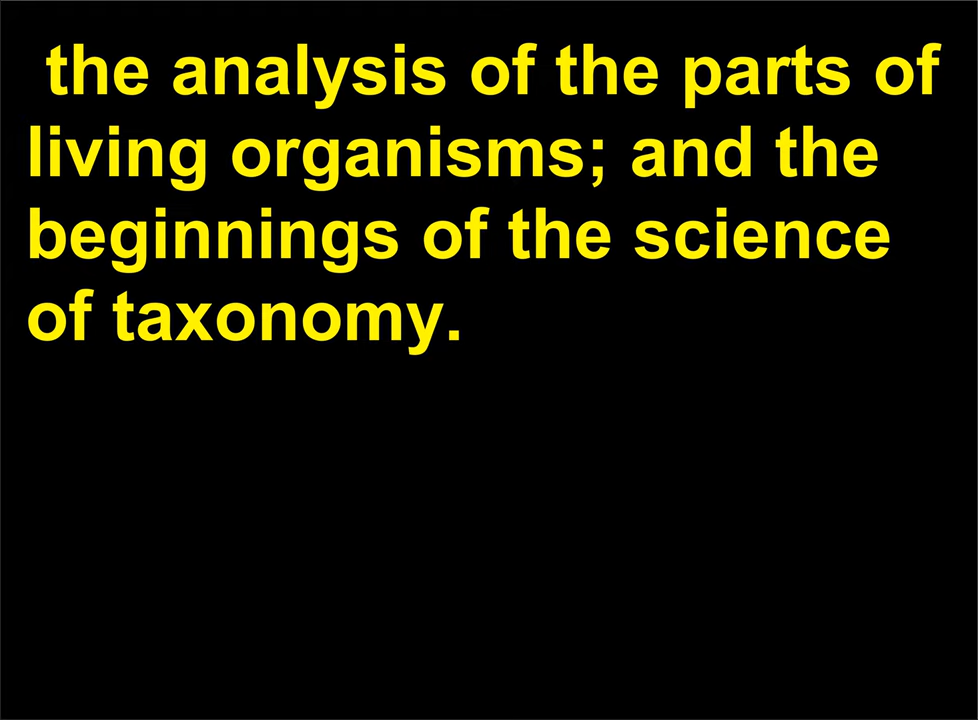 the analysis of the parts of
living organisms; and the
beginnings of the science
of taxonomy.